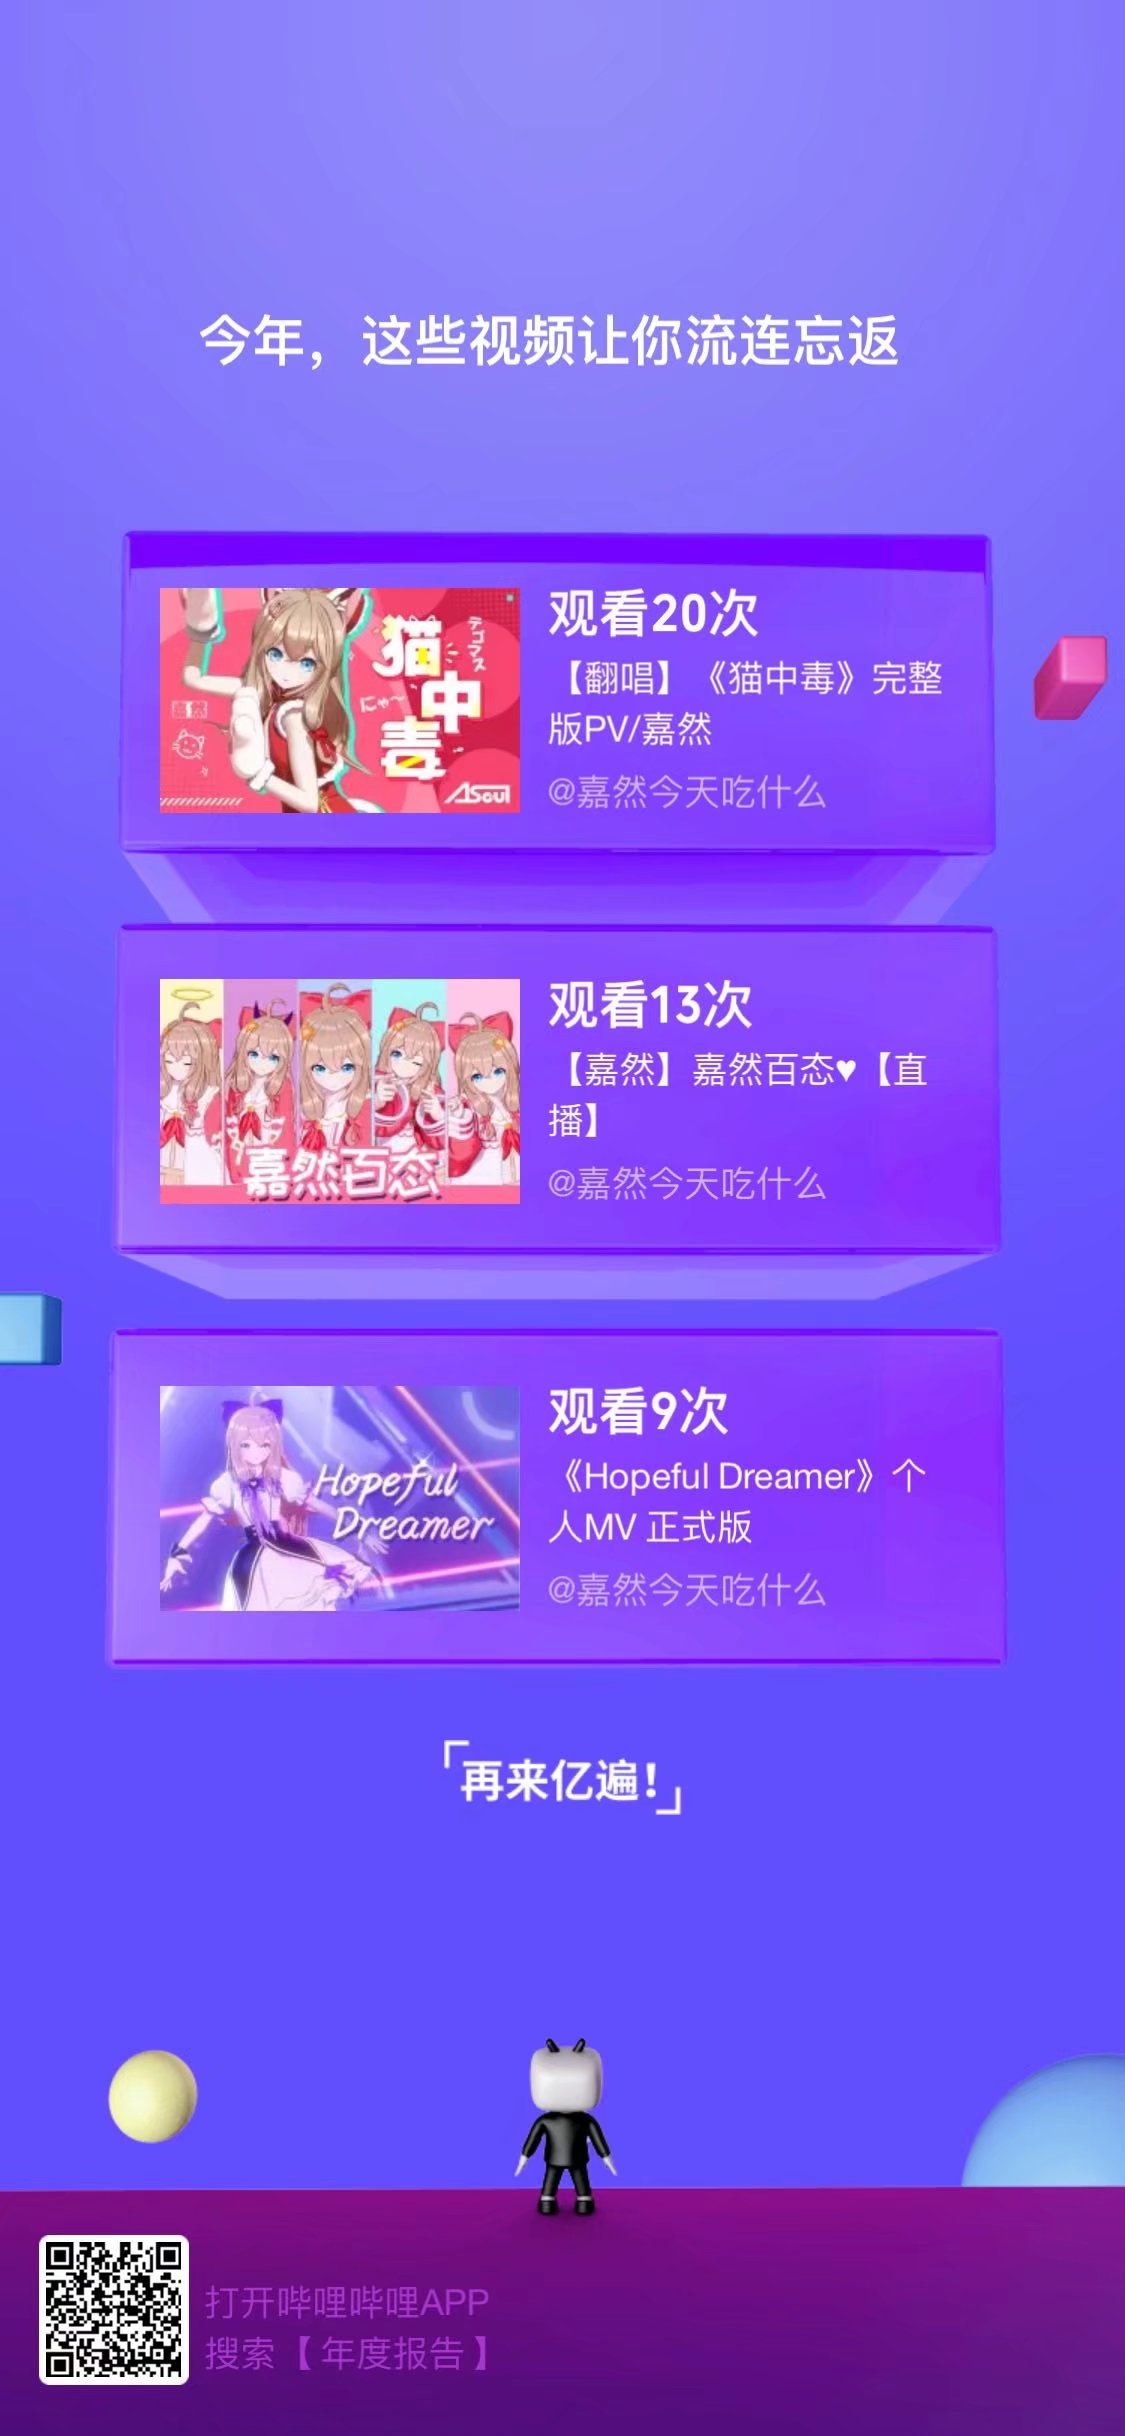 今年，这些视频让你流连忘返
猫
中
毒
テゴマス
にゃ~
嘉然
ASoul
观看20次
【翻唱】《猫中毒》完整
版PV/嘉然
@嘉然今天吃什么
嘉然百态
观看13次
【嘉然】嘉然百态♥【直
播】
@嘉然今天吃什么
Hopeful
Dreamer
观看9次
《Hopeful Dreamer》个
人MV 正式版
@嘉然今天吃什么
「再来亿遍！」
打开哔哩哔哩APP
搜索【 年度报告 】